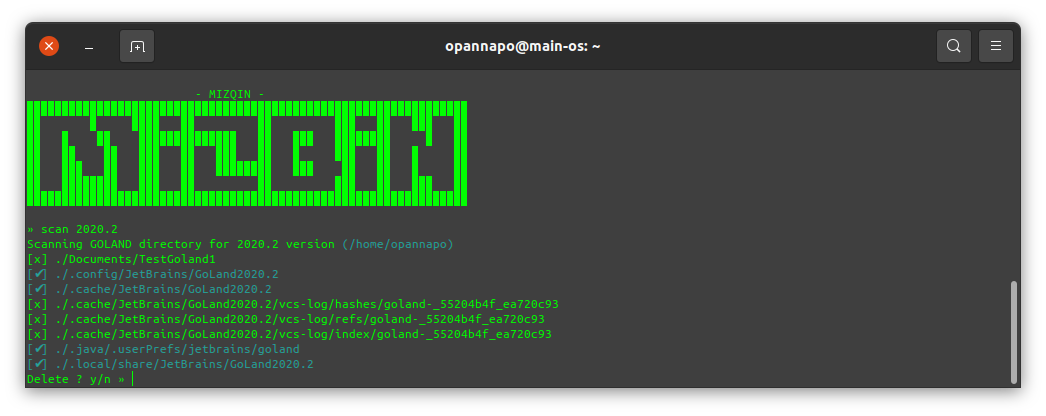 opannapo@main-os: ~
- MIZQIN -
MIZQIN
» scan 2020.2
Scanning GOLAND directory for 2020.2 version (/home/opannapo)
[x] ./Documents/TestGoland1
[✔] ./.config/JetBrains/GoLand2020.2
[✔] ./.cache/JetBrains/GoLand2020.2
[x] ./.cache/JetBrains/GoLand2020.2/vcs-log/hashes/goland-_55204b4f_ea720c93
[x] ./.cache/JetBrains/GoLand2020.2/vcs-log/refs/goland-_55204b4f_ea720c93
[x] ./.cache/JetBrains/GoLand2020.2/vcs-log/index/goland-_55204b4f_ea720c93
[✔] ./.java/.userPrefs/jetbrains/goland
[✔] ./.local/share/JetBrains/GoLand2020.2
Delete ? y/n »